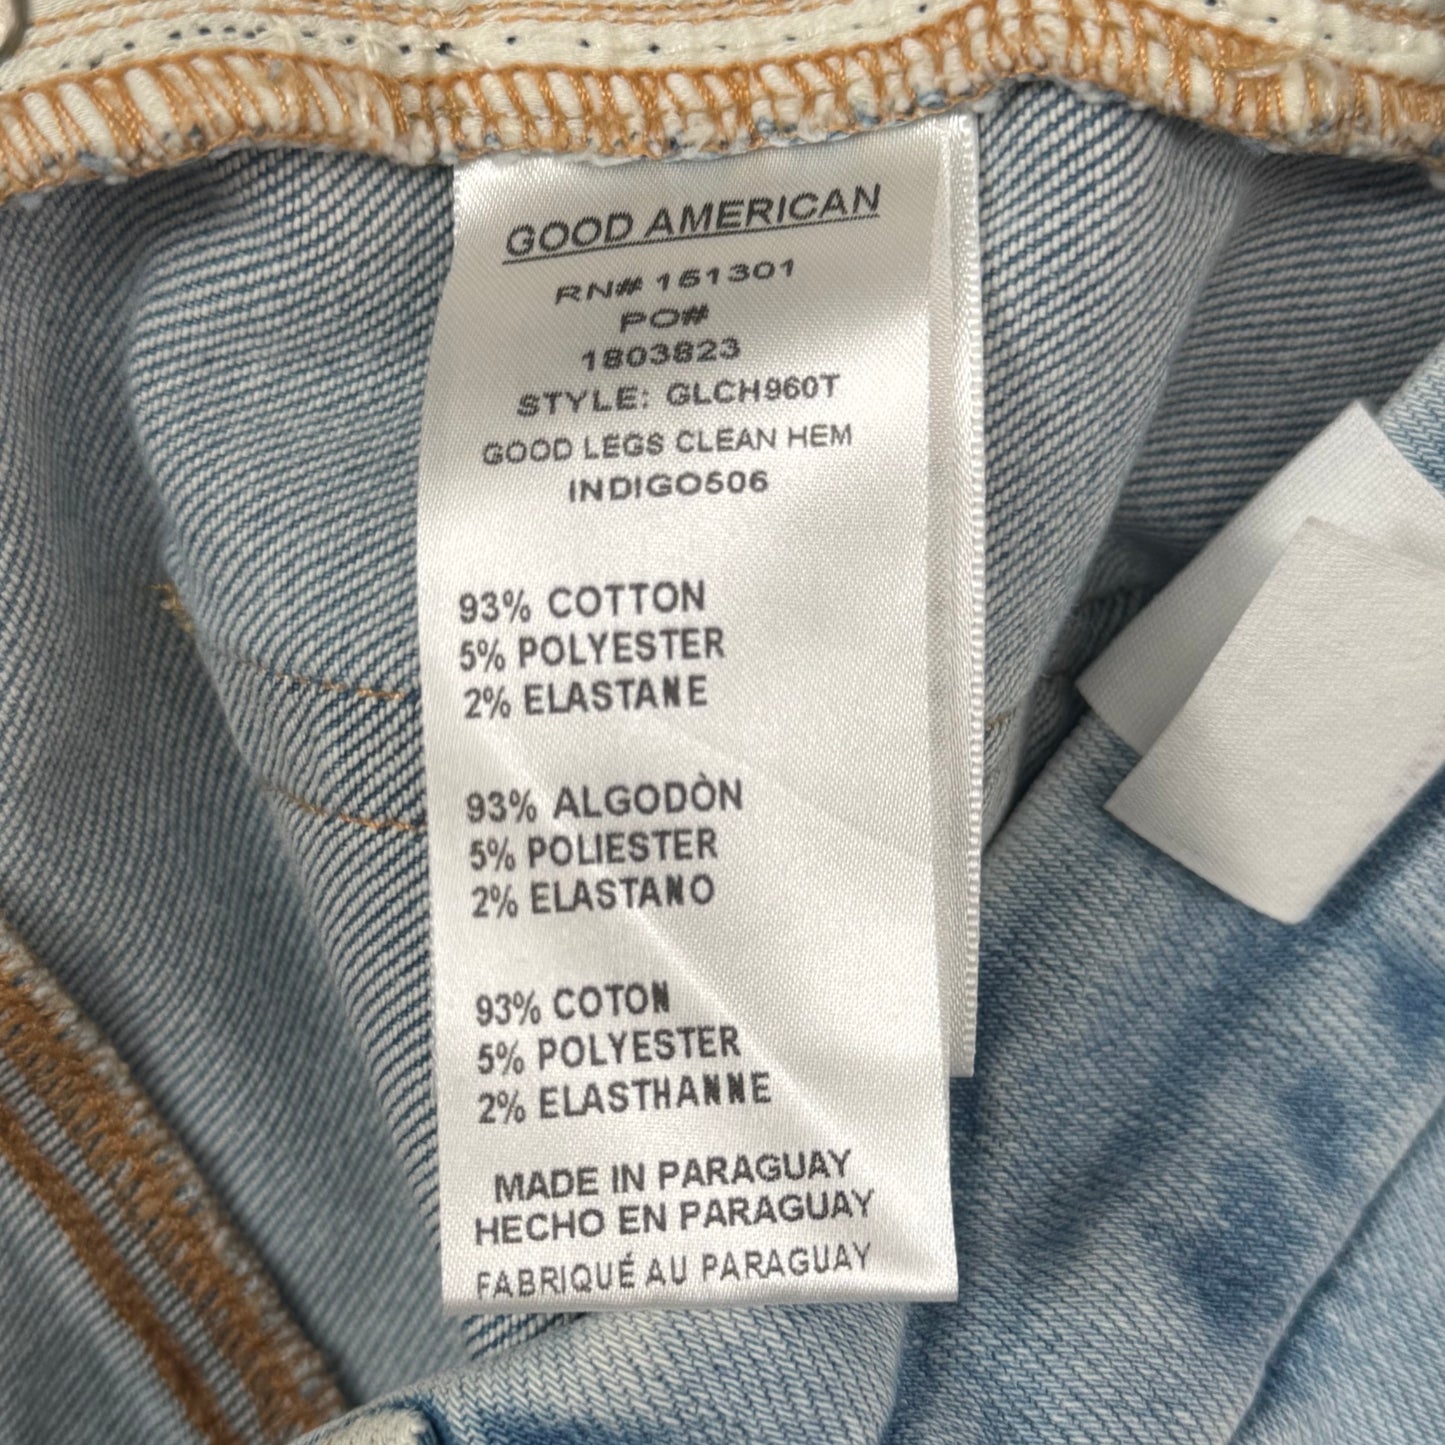 GOOD AMERICAN
RN# 151301
PO#
1803823
STYLE: GLCH960T
GOOD LEGS CLEAN HEM
INDIGO506
93% COTTON
5% POLYESTER
2% ELASTANE
93% ALGODÒN
5% POLIESTER
2% ELASTANO
93% COTON
5% POLYESTER
2% ELASTHANNE
MADE IN PARAGUAY
HECHO EN PARAGUAY
FABRIQUÉ AU PARAGUAY